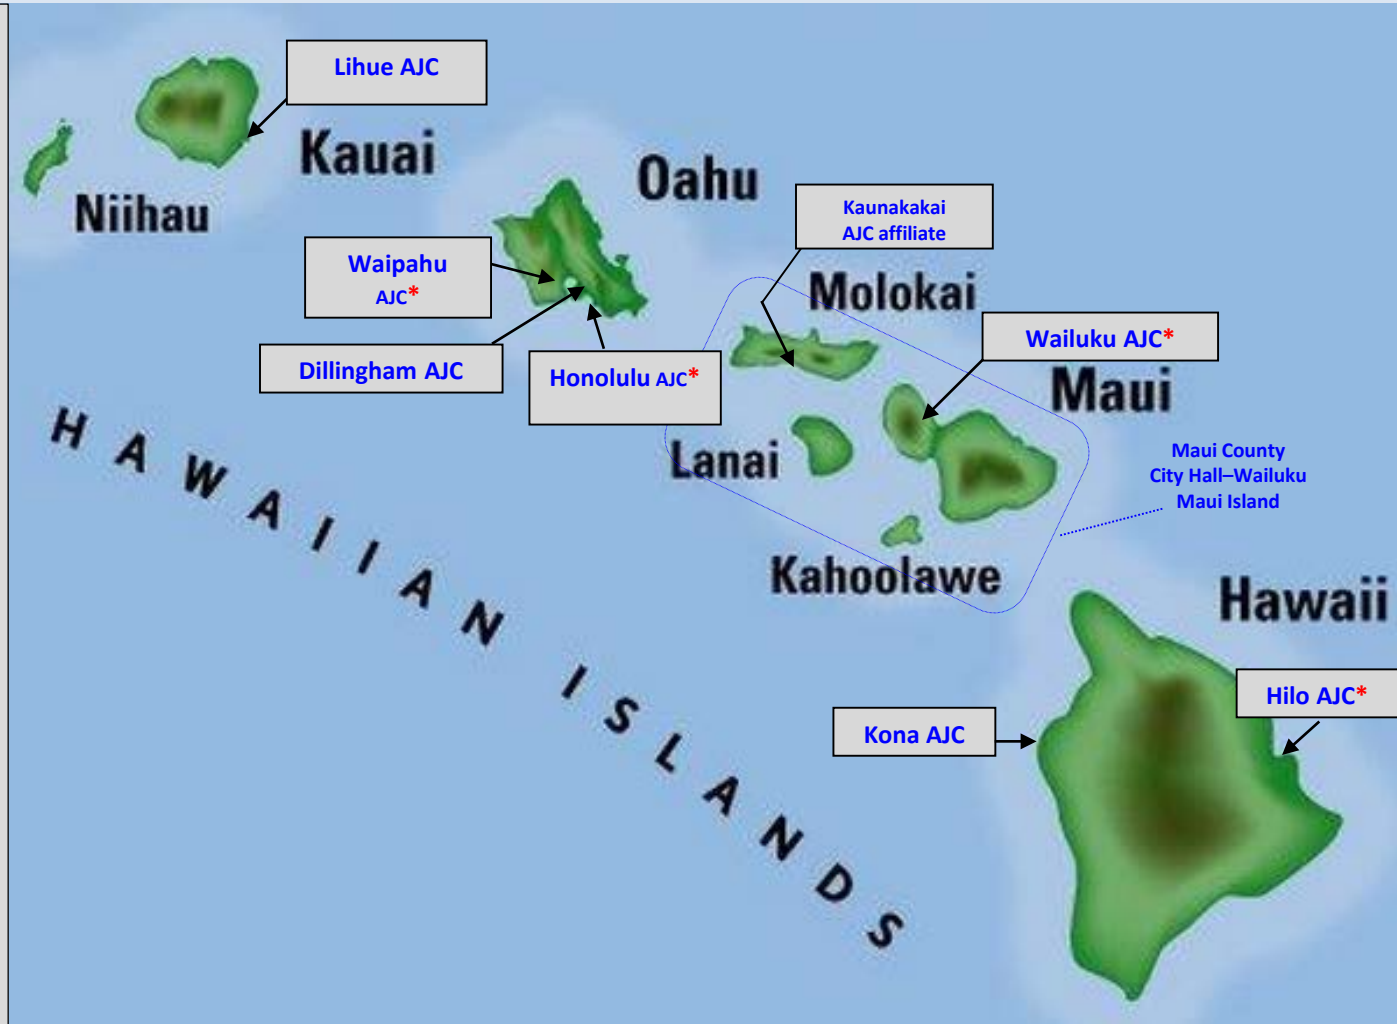 Lihue AJC
Kauai
Niihau
Oahu
Kaunakakai
AJC affiliate
Waipahu
AJC*
Molokai
Wailuku AJC*
Dillingham AJC
Honolulu AJC*
Maui
Lanai
Maui County
City Hall–Wailuku
Maui Island
Kahoolawe
HAWAIIAN ISLANDS
Hawaii
Hilo AJC*
Kona AJC